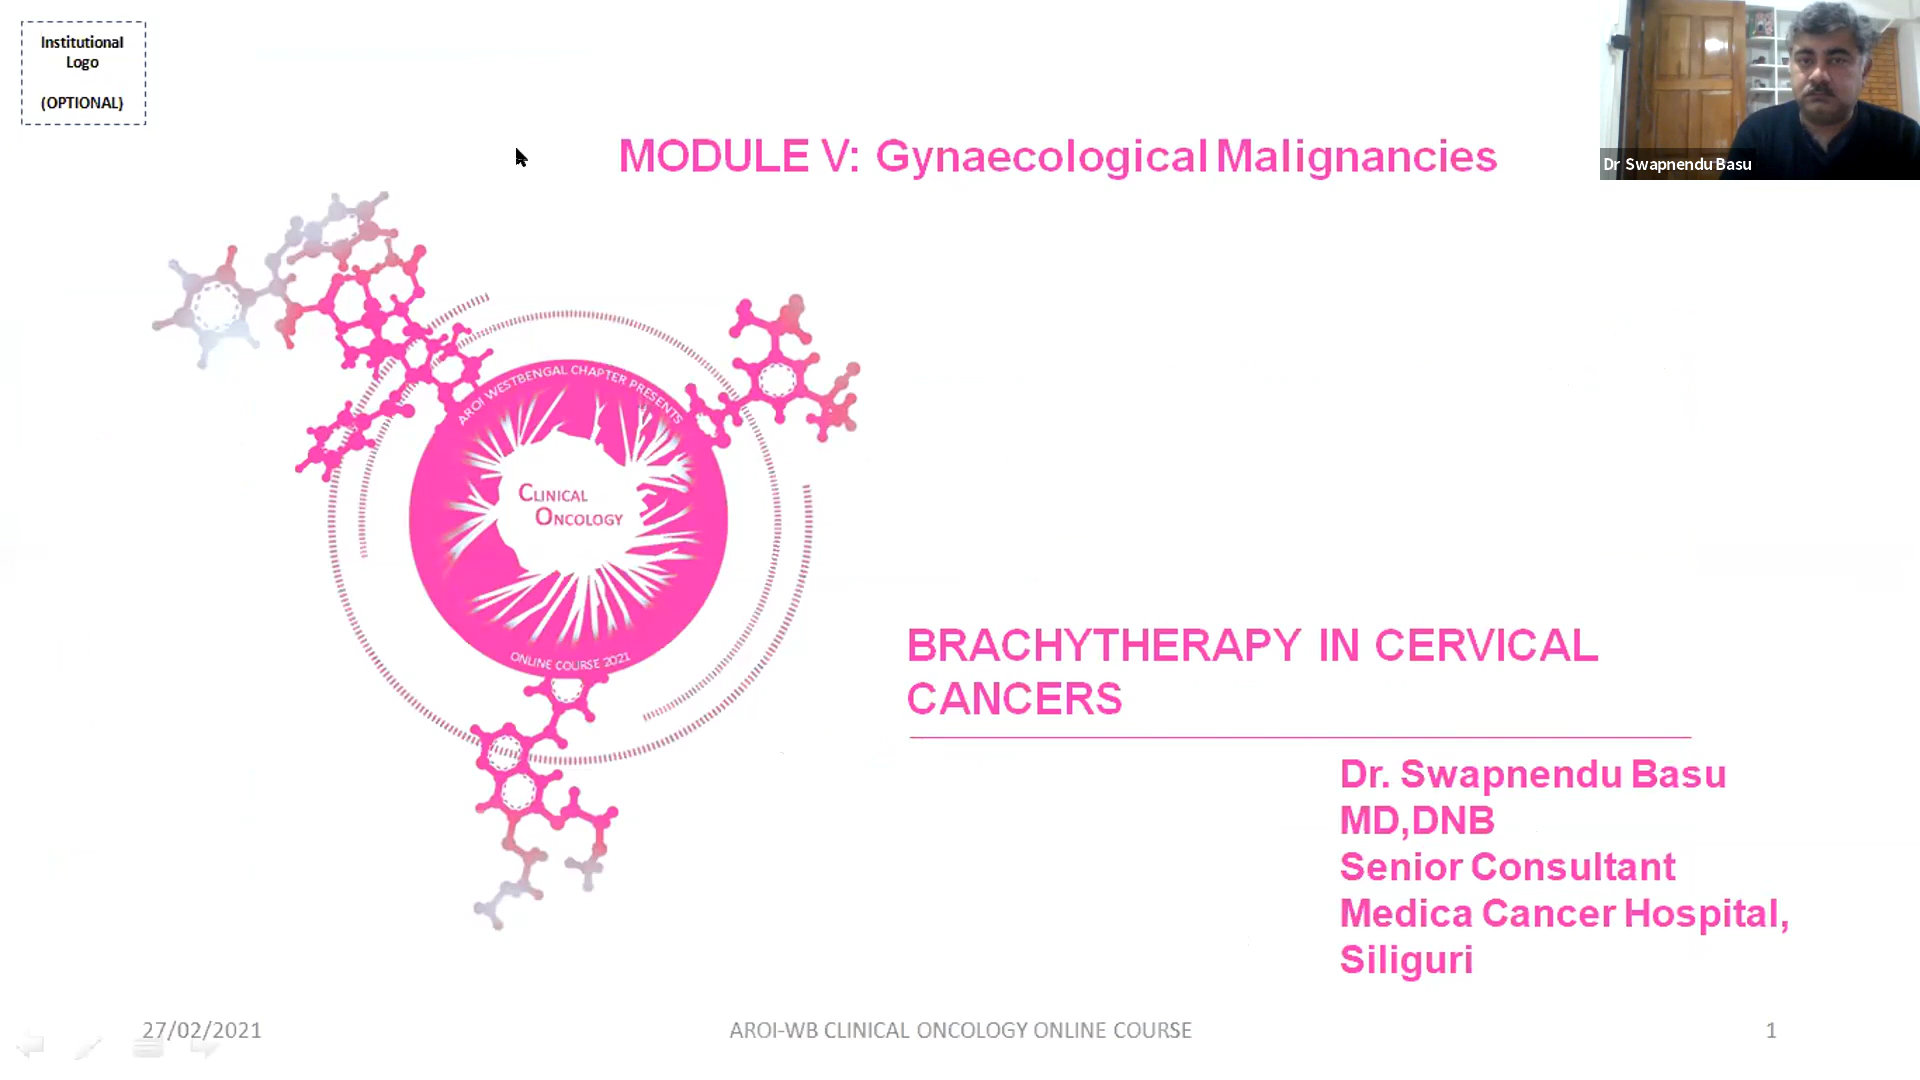 Institutional
Logo
(OPTIONAL)
MODULE V: Gynaecological Malignancies
Dr Swapnendu Basu
AROI WESTBENGAL CHAPTER PRESENTS
CLINICAL
ONCOLOGY
ONLINE COURSE 2021
BRACHYTHERAPY IN CERVICAL
CANCERS
Dr. Swapnendu Basu
MD,DNB
Senior Consultant
Medica Cancer Hospital,
Siliguri
27/02/2021
AROI-WB CLINICAL ONCOLOGY ONLINE COURSE
1